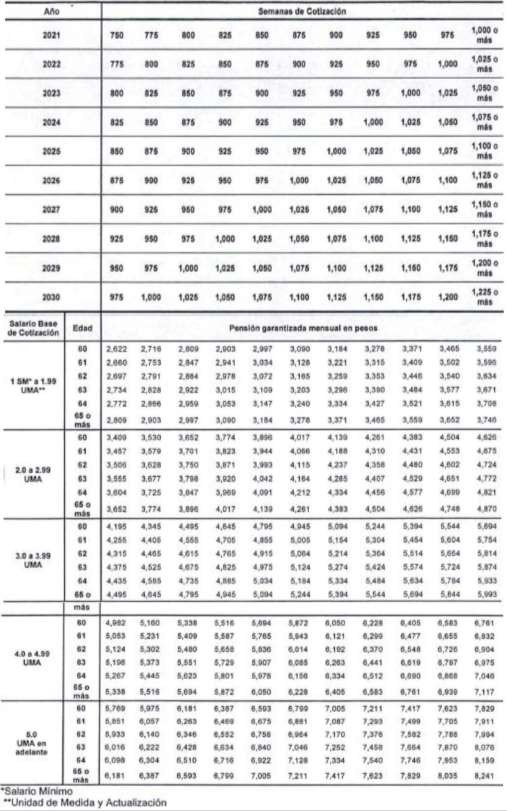 Año Semanas de Cotización
2021 750 775 800 825 850 875 900 925 950 975 1,000 o más
2022 775 800 825 850 875 900 925 950 975 1,000 1,025 o más
2023 800 825 850 875 900 925 950 975 1,000 1,025 1,050 o más
2024 825 850 875 900 925 950 975 1,000 1,025 1,050 1,075 o más
2025 850 875 900 925 950 975 1,000 1,025 1,050 1,075 1,100 o más
2026 875 900 925 950 975 1,000 1,025 1,050 1,075 1,100 1,125 o más
2027 900 925 950 975 1,000 1,025 1,050 1,075 1,100 1,125 1,150 o más
2028 925 950 975 1,000 1,025 1,050 1,075 1,100 1,125 1,150 1,175 o más
2029 950 975 1,000 1,025 1,050 1,075 1,100 1,125 1,150 1,175 1,200 o más
2030 975 1,000 1,025 1,050 1,075 1,100 1,125 1,150 1,175 1,200 1,225 o más
Salario Base de Cotización Edad Pensión garantizada mensual en pesos
1 SM* a 1.99 UMA**
60 2,622 2,716 2,809 2,903 2,997 3,090 3,184 3,278 3,371 3,465 3,559
61 2,660 2,753 2,847 2,941 3,034 3,128 3,221 3,315 3,409 3,502 3,596
62 2,697 2,791 2,884 2,978 3,072 3,165 3,259 3,353 3,446 3,540 3,634
63 2,734 2,828 2,922 3,015 3,109 3,203 3,296 3,390 3,484 3,577 3,671
64 2,772 2,866 2,959 3,053 3,147 3,240 3,334 3,427 3,521 3,615 3,708
65 o más 2,809 2,903 2,997 3,090 3,184 3,278 3,371 3,465 3,559 3,652 3,746
2.0 a 2.99 UMA
60 3,409 3,530 3,652 3,774 3,896 4,017 4,139 4,261 4,383 4,504 4,626
61 3,457 3,579 3,701 3,823 3,944 4,066 4,188 4,310 4,431 4,553 4,675
62 3,506 3,628 3,750 3,871 3,993 4,115 4,237 4,358 4,480 4,602 4,724
63 3,555 3,677 3,798 3,920 4,042 4,164 4,285 4,407 4,529 4,651 4,772
64 3,604 3,725 3,847 3,969 4,091 4,212 4,334 4,456 4,577 4,699 4,821
65 o más 3,652 3,774 3,896 4,017 4,139 4,261 4,383 4,504 4,626 4,748 4,870
3.0 a 3.99 UMA
60 4,195 4,345 4,495 4,645 4,795 4,945 5,094 5,244 5,394 5,544 5,694
61 4,255 4,405 4,555 4,705 4,855 5,005 5,154 5,304 5,454 5,604 5,754
62 4,315 4,465 4,615 4,765 4,915 5,064 5,214 5,364 5,514 5,664 5,814
63 4,375 4,525 4,675 4,825 4,975 5,124 5,274 5,424 5,574 5,724 5,874
64 4,435 4,585 4,735 4,885 5,034 5,184 5,334 5,484 5,634 5,784 5,933
65 o más 4,495 4,645 4,795 4,945 5,094 5,244 5,394 5,544 5,694 5,844 5,993
4.0 a 4.99 UMA
60 4,982 5,160 5,338 5,516 5,694 5,872 6,050 6,228 6,405 6,583 6,761
61 5,053 5,231 5,409 5,587 5,765 5,943 6,121 6,299 6,477 6,655 6,832
62 5,124 5,302 5,480 5,658 5,836 6,014 6,192 6,370 6,548 6,726 6,904
63 5,196 5,373 5,551 5,729 5,907 6,085 6,263 6,441 6,619 6,797 6,975
64 5,267 5,445 5,623 5,801 5,978 6,156 6,334 6,512 6,690 6,868 7,046
65 o más 5,338 5,516 5,694 5,872 6,050 6,228 6,405 6,583 6,761 6,939 7,117
5.0 UMA en adelante
60 5,769 5,975 6,181 6,387 6,593 6,799 7,005 7,211 7,417 7,623 7,829
61 5,851 6,057 6,263 6,469 6,675 6,881 7,087 7,293 7,499 7,705 7,911
62 5,933 6,140 6,346 6,552 6,758 6,964 7,170 7,376 7,582 7,788 7,994
63 6,016 6,222 6,428 6,634 6,840 7,046 7,252 7,458 7,664 7,870 8,076
64 6,098 6,304 6,510 6,716 6,922 7,128 7,334 7,540 7,746 7,953 8,159
65 o más 6,181 6,387 6,593 6,799 7,005 7,211 7,417 7,623 7,829 8,035 8,241
*Salario Mínimo
**Unidad de Medida y Actualización